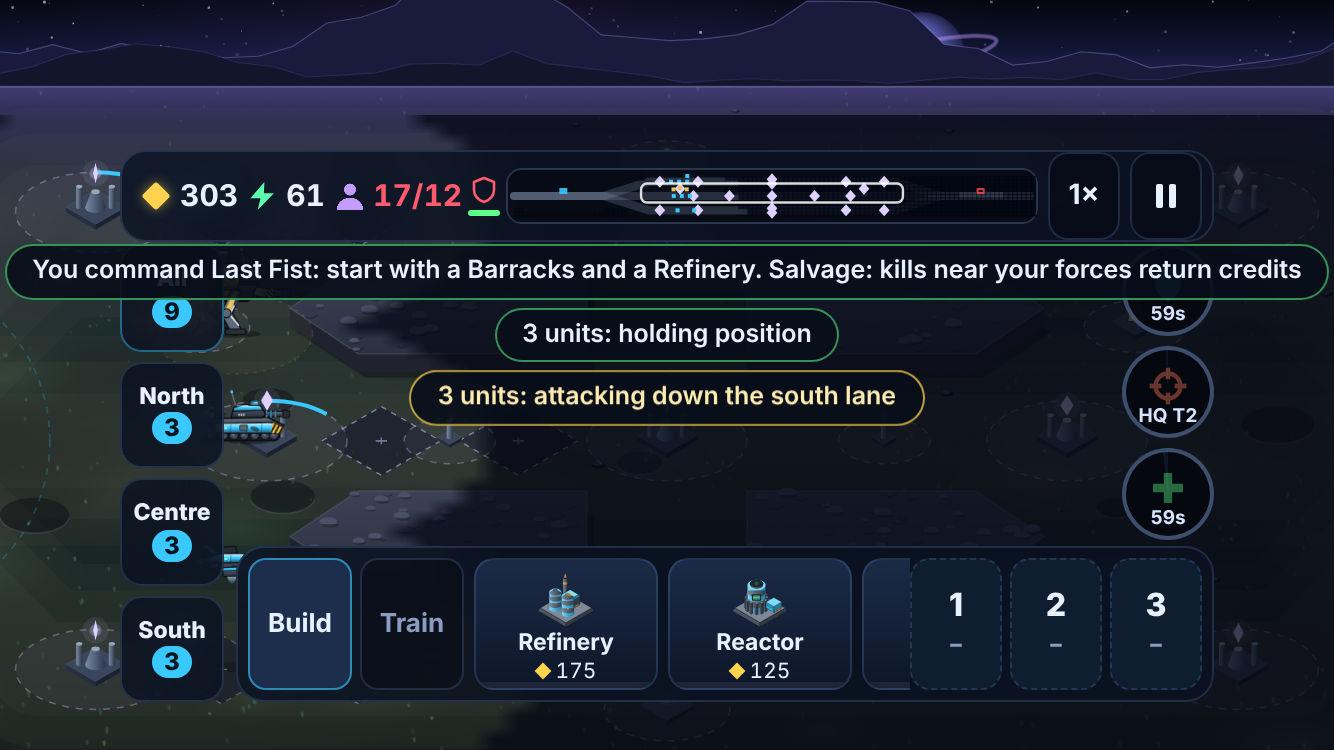 303 61 17/12 1×
You command Last Fist: start with a Barracks and a Refinery. Salvage: kills near your forces return credits
9
59s
3 units: holding position
3 units: attacking down the south lane
North
3
HQ T2
Centre
3
59s
South
3
Build
Train
Refinery
175
Reactor
125
1
–
2
–
3
–